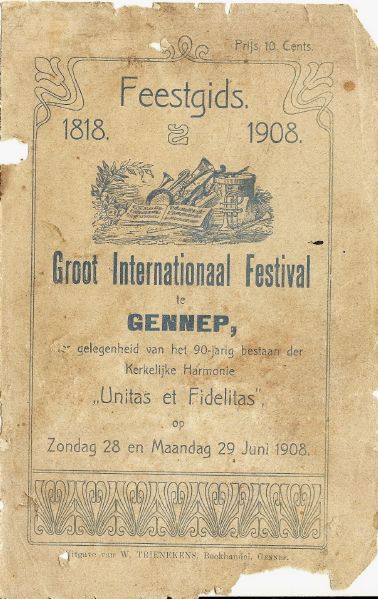 Prijs 10 Cents.
Feestgids.
1818. 1908.
Groot Internationaal Festival
te
GENNEP,
gelegenheid van het 90-jarig bestaan der
Kerkelijke Harmonie
„Unitas et Fidelitas",
op
Zondag 28 en Maandag 29 Juni 1908.
Uitgave van W. TRIENEKENS, Boekhandel, GENNEP.